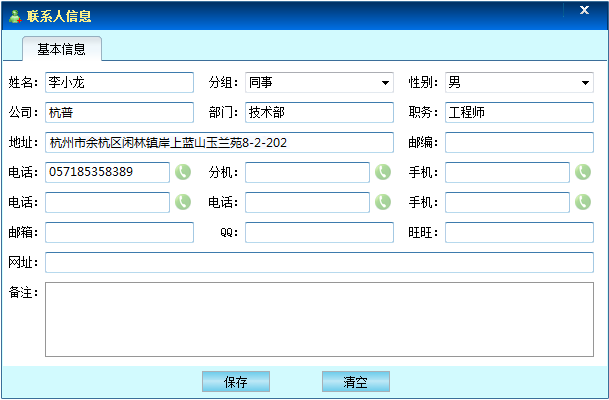 联系人信息
基本信息
姓名: 李小龙 分组: 同事 性别: 男
公司: 杭普 部门: 技术部 职务: 工程师
地址: 杭州市余杭区闲林镇岸上蓝山玉兰苑8-2-202 邮编:
电话: 057185358389 分机: 手机:
电话: 电话: 手机:
邮箱: QQ: 旺旺:
网址:
备注:
保存 清空